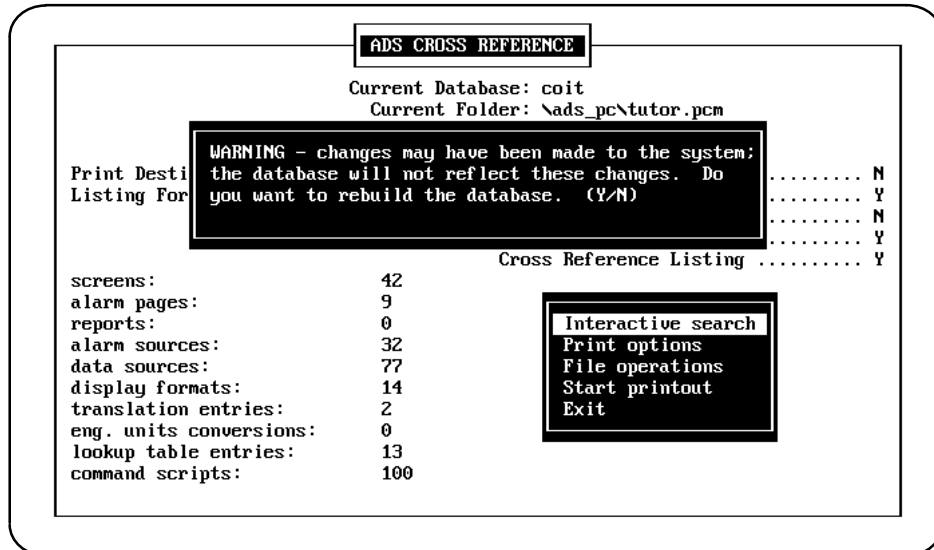 ADS CROSS REFERENCE
Current Database: coit
Current Folder: \ads_pc\tutor.pcm
WARNING - changes may have been made to the system;
the database will not reflect these changes.  Do
you want to rebuild the database.  (Y/N)
Print Desti
.......... N
Listing For
.......... Y
.......... N
.......... Y
Cross Reference Listing .......... Y
screens: 42
alarm pages: 9
reports: 0
alarm sources: 32
data sources: 77
display formats: 14
translation entries: 2
eng. units conversions: 0
lookup table entries: 13
command scripts: 100
Interactive search
Print options
File operations
Start printout
Exit